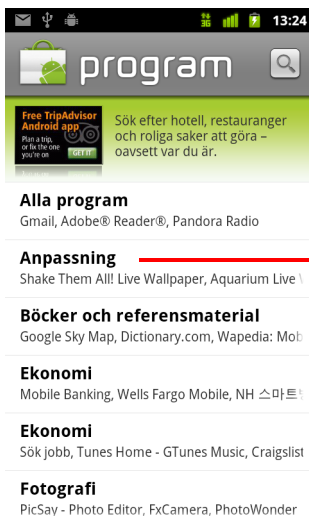 3G
13:24
program
Free TripAdvisor
Android app
Plan a trip,
or fix the one
you're on
GET IT
Sök efter hotell, restauranger
och roliga saker att göra –
oavsett var du är.
Alla program
Gmail, Adobe® Reader®, Pandora Radio
Anpassning
Shake Them All! Live Wallpaper, Aquarium Live
Böcker och referensmaterial
Google Sky Map, Dictionary.com, Wapedia: Mob
Ekonomi
Mobile Banking, Wells Fargo Mobile, NH 스마트
Ekonomi
Sök jobb, Tunes Home - GTunes Music, Craigslist
Fotografi
PicSay - Photo Editor, FxCamera, PhotoWonder